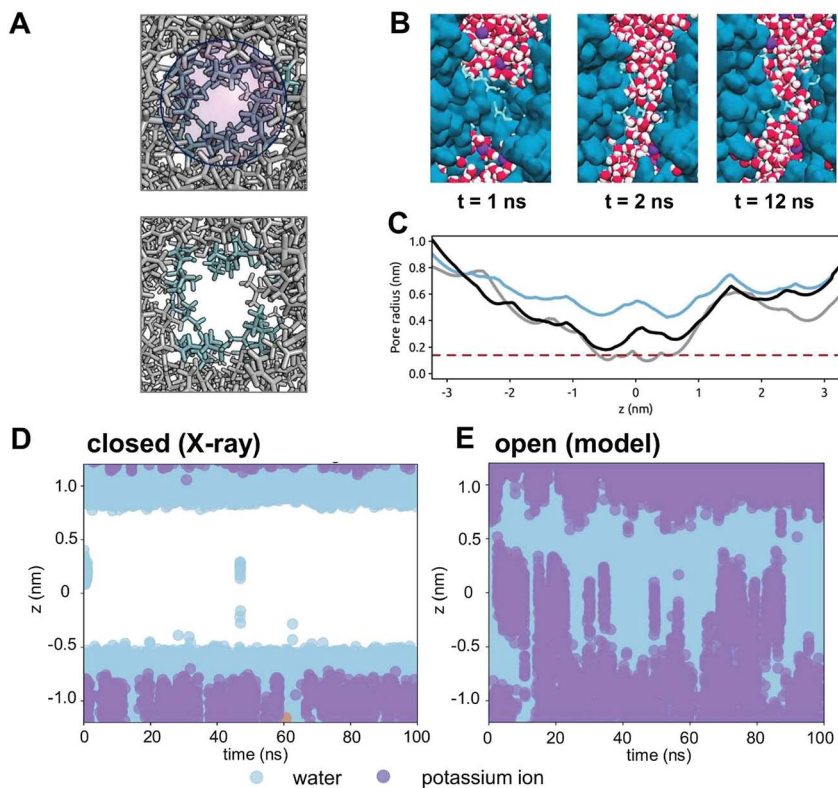 A
B
t = 1 ns
t = 2 ns
t = 12 ns
C
Pore radius (nm)
1.0
0.8
0.6
0.4
0.2
0.0
-3
-2
-1
0
1
2
3
z (nm)
D closed (X-ray)
z (nm)
1.0
0.5
0
-0.5
-1.0
0
20
40
60
80
100
time (ns)
E open (model)
z (nm)
1.0
0.5
0
-0.5
-1.0
0
20
40
60
80
100
time (ns)
water
potassium ion